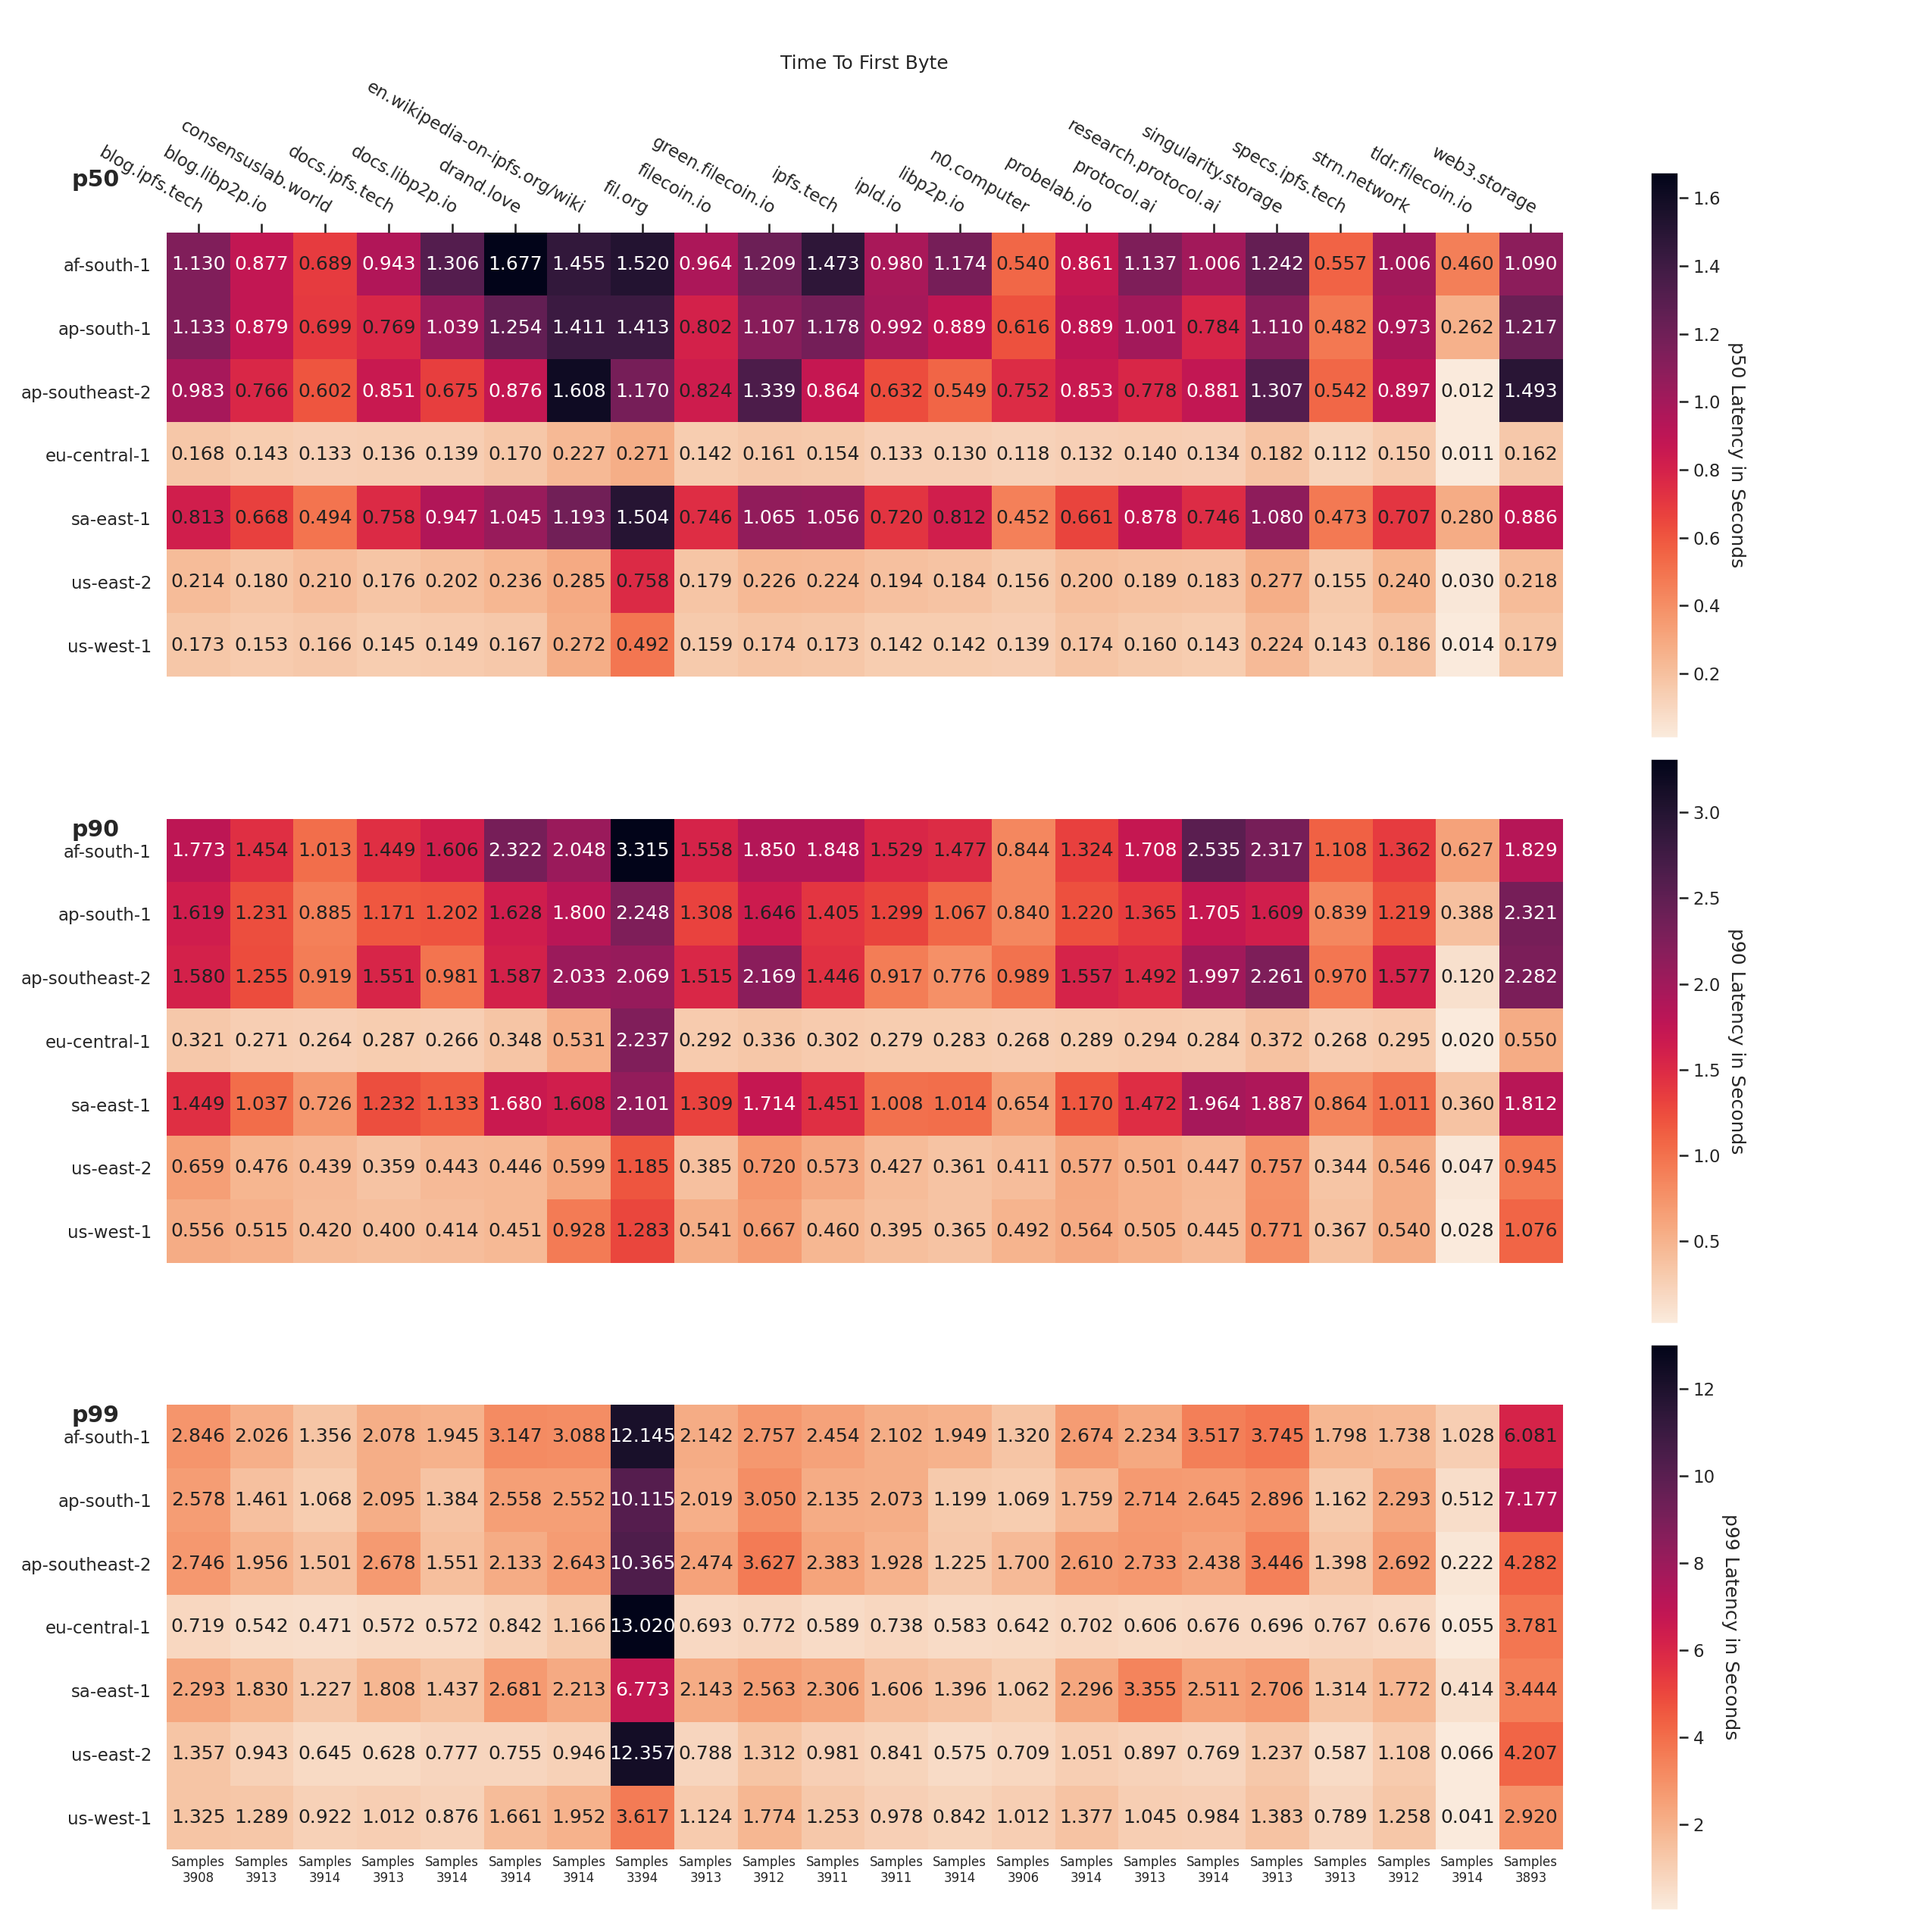 Time To First Byte
p50
blog.ipfs.tech
blog.libp2p.io
consensuslab.world
docs.ipfs.tech
docs.libp2p.io
drand.love
en.wikipedia-on-ipfs.org/wiki
fil.org
filecoin.io
green.filecoin.io
ipfs.tech
ipld.io
libp2p.io
n0.computer
probelab.io
protocol.ai
research.protocol.ai
singularity.storage
specs.ipfs.tech
strn.network
tldr.filecoin.io
web3.storage
af-south-1 1.130 0.877 0.689 0.943 1.306 1.677 1.455 1.520 0.964 1.209 1.473 0.980 1.174 0.540 0.861 1.137 1.006 1.242 0.557 1.006 0.460 1.090
ap-south-1 1.133 0.879 0.699 0.769 1.039 1.254 1.411 1.413 0.802 1.107 1.178 0.992 0.889 0.616 0.889 1.001 0.784 1.110 0.482 0.973 0.262 1.217
ap-southeast-2 0.983 0.766 0.602 0.851 0.675 0.876 1.608 1.170 0.824 1.339 0.864 0.632 0.549 0.752 0.853 0.778 0.881 1.307 0.542 0.897 0.012 1.493
eu-central-1 0.168 0.143 0.133 0.136 0.139 0.170 0.227 0.271 0.142 0.161 0.154 0.133 0.130 0.118 0.132 0.140 0.134 0.182 0.112 0.150 0.011 0.162
sa-east-1 0.813 0.668 0.494 0.758 0.947 1.045 1.193 1.504 0.746 1.065 1.056 0.720 0.812 0.452 0.661 0.878 0.746 1.080 0.473 0.707 0.280 0.886
us-east-2 0.214 0.180 0.210 0.176 0.202 0.236 0.285 0.758 0.179 0.226 0.224 0.194 0.184 0.156 0.200 0.189 0.183 0.277 0.155 0.240 0.030 0.218
us-west-1 0.173 0.153 0.166 0.145 0.149 0.167 0.272 0.492 0.159 0.174 0.173 0.142 0.142 0.139 0.174 0.160 0.143 0.224 0.143 0.186 0.014 0.179
1.6
1.4
1.2
1.0
0.8
0.6
0.4
0.2
p50 Latency in Seconds
p90
af-south-1 1.773 1.454 1.013 1.449 1.606 2.322 2.048 3.315 1.558 1.850 1.848 1.529 1.477 0.844 1.324 1.708 2.535 2.317 1.108 1.362 0.627 1.829
ap-south-1 1.619 1.231 0.885 1.171 1.202 1.628 1.800 2.248 1.308 1.646 1.405 1.299 1.067 0.840 1.220 1.365 1.705 1.609 0.839 1.219 0.388 2.321
ap-southeast-2 1.580 1.255 0.919 1.551 0.981 1.587 2.033 2.069 1.515 2.169 1.446 0.917 0.776 0.989 1.557 1.492 1.997 2.261 0.970 1.577 0.120 2.282
eu-central-1 0.321 0.271 0.264 0.287 0.266 0.348 0.531 2.237 0.292 0.336 0.302 0.279 0.283 0.268 0.289 0.294 0.284 0.372 0.268 0.295 0.020 0.550
sa-east-1 1.449 1.037 0.726 1.232 1.133 1.680 1.608 2.101 1.309 1.714 1.451 1.008 1.014 0.654 1.170 1.472 1.964 1.887 0.864 1.011 0.360 1.812
us-east-2 0.659 0.476 0.439 0.359 0.443 0.446 0.599 1.185 0.385 0.720 0.573 0.427 0.361 0.411 0.577 0.501 0.447 0.757 0.344 0.546 0.047 0.945
us-west-1 0.556 0.515 0.420 0.400 0.414 0.451 0.928 1.283 0.541 0.667 0.460 0.395 0.365 0.492 0.564 0.505 0.445 0.771 0.367 0.540 0.028 1.076
3.0
2.5
2.0
1.5
1.0
0.5
p90 Latency in Seconds
p99
af-south-1 2.846 2.026 1.356 2.078 1.945 3.147 3.088 12.145 2.142 2.757 2.454 2.102 1.949 1.320 2.674 2.234 3.517 3.745 1.798 1.738 1.028 6.081
ap-south-1 2.578 1.461 1.068 2.095 1.384 2.558 2.552 10.115 2.019 3.050 2.135 2.073 1.199 1.069 1.759 2.714 2.645 2.896 1.162 2.293 0.512 7.177
ap-southeast-2 2.746 1.956 1.501 2.678 1.551 2.133 2.643 10.365 2.474 3.627 2.383 1.928 1.225 1.700 2.610 2.733 2.438 3.446 1.398 2.692 0.222 4.282
eu-central-1 0.719 0.542 0.471 0.572 0.572 0.842 1.166 13.020 0.693 0.772 0.589 0.738 0.583 0.642 0.702 0.606 0.676 0.696 0.767 0.676 0.055 3.781
sa-east-1 2.293 1.830 1.227 1.808 1.437 2.681 2.213 6.773 2.143 2.563 2.306 1.606 1.396 1.062 2.296 3.355 2.511 2.706 1.314 1.772 0.414 3.444
us-east-2 1.357 0.943 0.645 0.628 0.777 0.755 0.946 12.357 0.788 1.312 0.981 0.841 0.575 0.709 1.051 0.897 0.769 1.237 0.587 1.108 0.066 4.207
us-west-1 1.325 1.289 0.922 1.012 0.876 1.661 1.952 3.617 1.124 1.774 1.253 0.978 0.842 1.012 1.377 1.045 0.984 1.383 0.789 1.258 0.041 2.920
Samples Samples Samples Samples Samples Samples Samples Samples Samples Samples Samples Samples Samples Samples Samples Samples Samples Samples Samples Samples Samples Samples
3908 3913 3914 3913 3914 3914 3914 3394 3913 3912 3911 3911 3914 3906 3914 3913 3914 3913 3913 3912 3914 3893
12
10
8
6
4
2
p99 Latency in Seconds